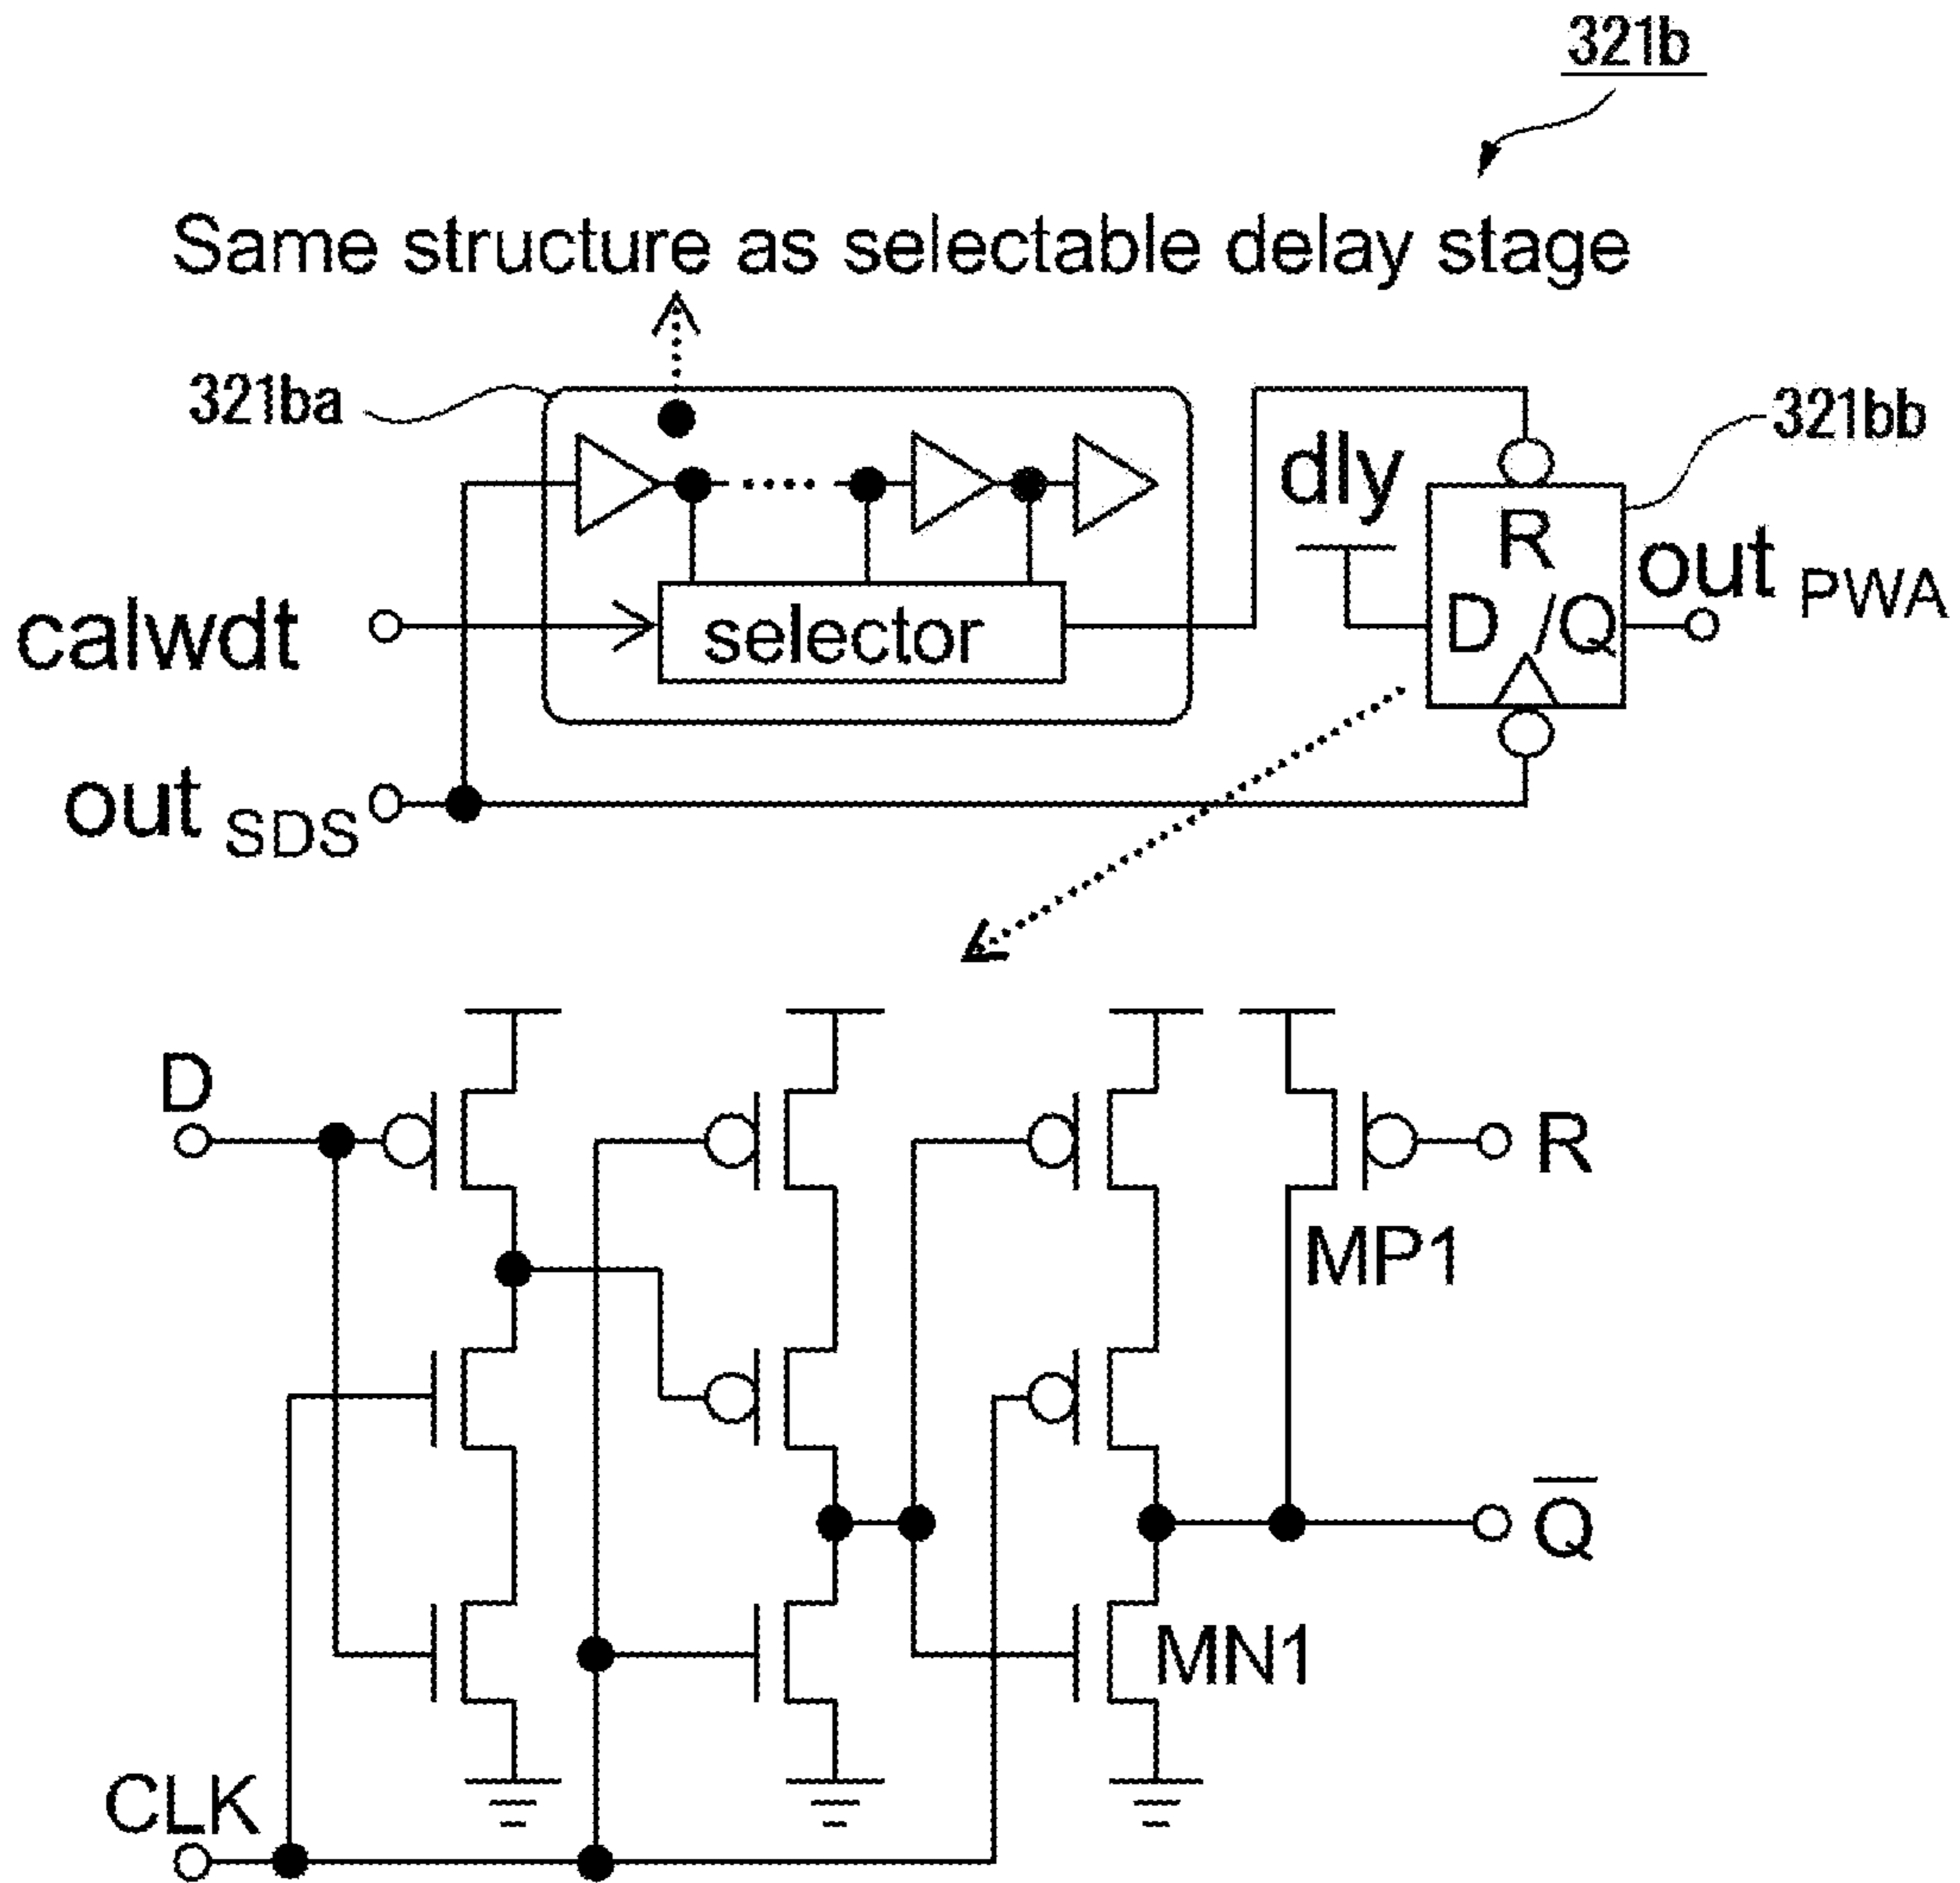 321b
Same structure as selectable delay stage
321ba
321bb
dly
R
D /Q
out PWA
calwdt
selector
out SDS
D
R
MP1
Q̅
MN1
CLK